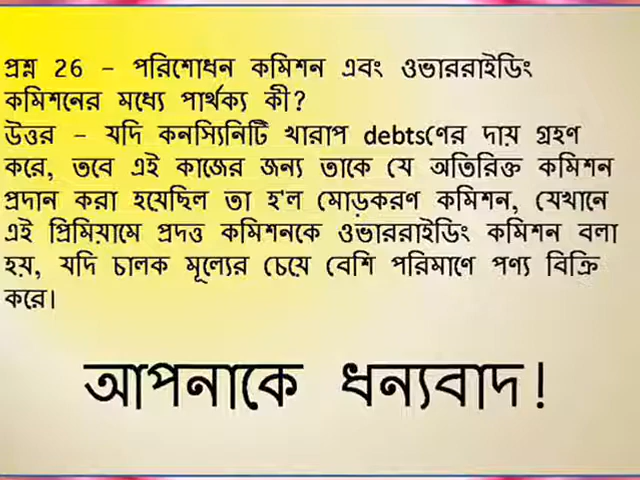 প্রশ্ন 26 - পরিশোধন কমিশন এবং ওভাররাইডিং
কমিশনের মধ্যে পার্থক্য কী?
উত্তর - যদি কনস্যিনিটি খারাপ debtsণের দায় গ্রহণ
করে, তবে এই কাজের জন্য তাকে যে অতিরিক্ত কমিশন
প্রদান করা হয়েছিল তা হ'ল মোড়করণ কমিশন, যেখানে
এই প্রিমিয়ামে প্রদত্ত কমিশনকে ওভাররাইডিং কমিশন বলা
হয়, যদি চালক মূল্যের চেয়ে বেশি পরিমাণে পণ্য বিক্রি
করে।
আপনাকে ধন্যবাদ!